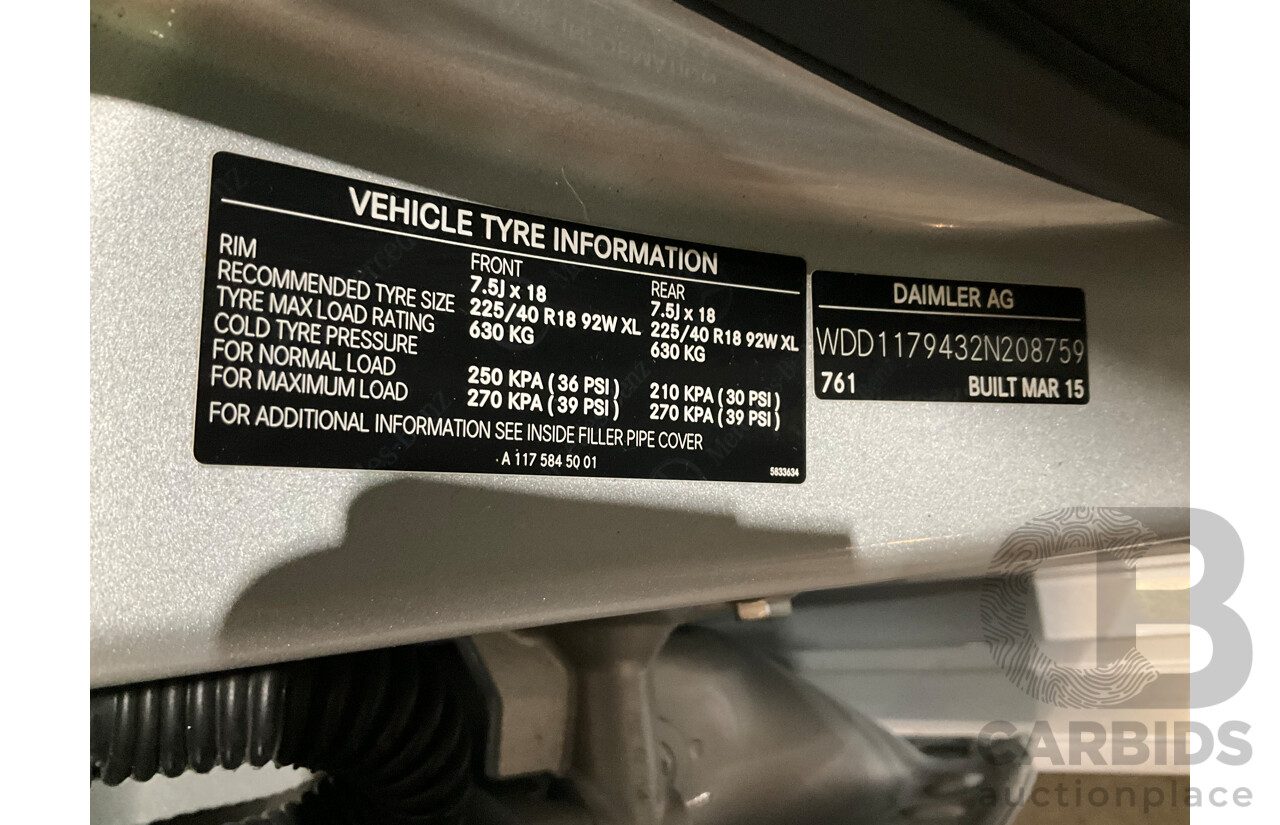 VEHICLE TYRE INFORMATION
FRONT REAR
RIM 7.5J x 18 7.5J x 18
RECOMMENDED TYRE SIZE 225/40 R18 92W XL 225/40 R18 92W XL
TYRE MAX LOAD RATING 630 KG 630 KG
COLD TYRE PRESSURE
FOR NORMAL LOAD 250 KPA ( 36 PSI ) 210 KPA ( 30 PSI )
FOR MAXIMUM LOAD 270 KPA ( 39 PSI ) 270 KPA ( 39 PSI )
FOR ADDITIONAL INFORMATION SEE INSIDE FILLER PIPE COVER
A 117 584 50 01
5833634
DAIMLER AG
WDD1179432N208759
761 BUILT MAR 15
CB
CARBIDS
auctionplace